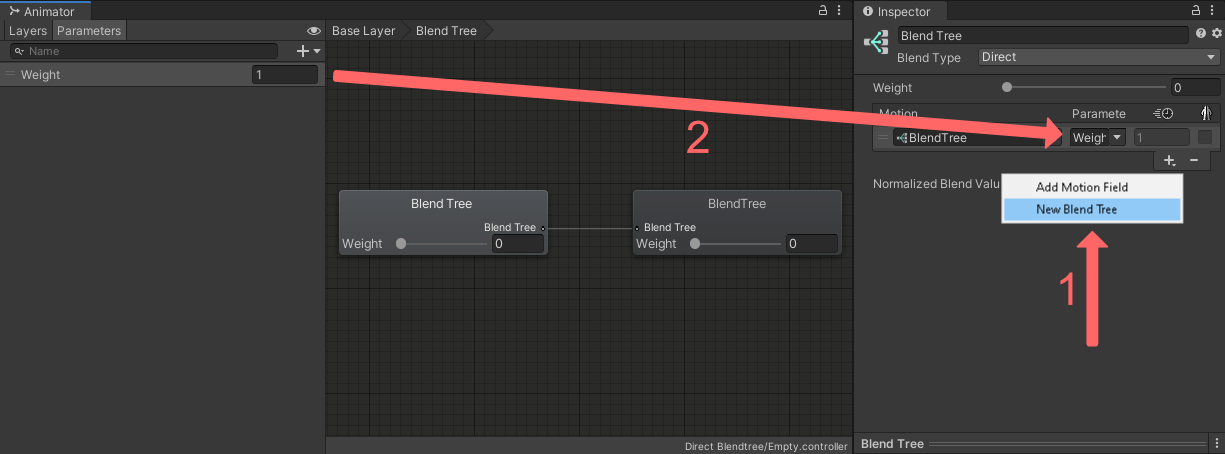 Animator
Layers Parameters
Name
Weight 1
Base Layer Blend Tree
Blend Tree
Blend Tree
Weight 0
BlendTree
Blend Tree
Weight 0
Direct Blendtree/Empty.controller
2
Inspector
Blend Tree
Blend Type Direct
Weight 0
Motion Paramete
BlendTree Weigh 1
Normalized Blend Valu
Add Motion Field
New Blend Tree
1
Blend Tree